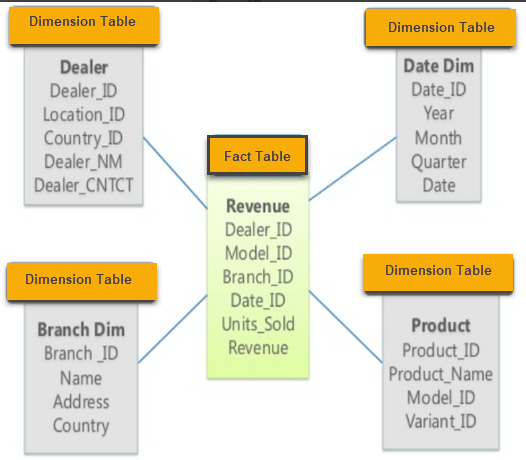 Dimension Table
Dealer
Dealer_ID
Location_ID
Country_ID
Dealer_NM
Dealer_CNTCT
Dimension Table
Date Dim
Date_ID
Year
Month
Quarter
Date
Fact Table
Revenue
Dealer_ID
Model_ID
Branch_ID
Date_ID
Units_Sold
Revenue
Dimension Table
Branch Dim
Branch _ID
Name
Address
Country
Dimension Table
Product
Product_ID
Product_Name
Model_ID
Variant_ID